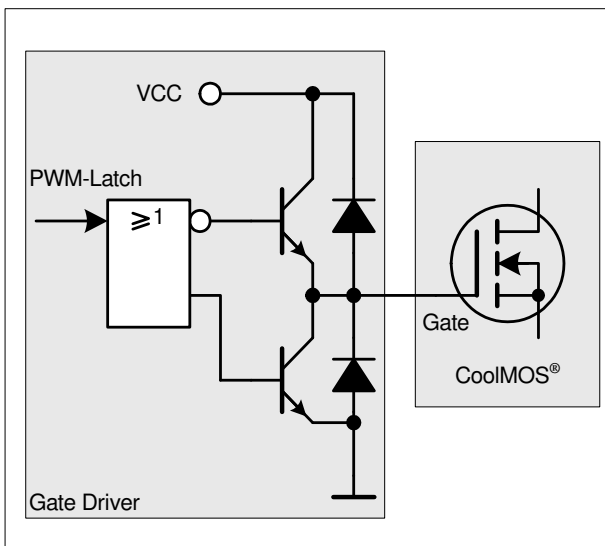 VCC
PWM-Latch
≥1
Gate
CoolMOS®
Gate Driver